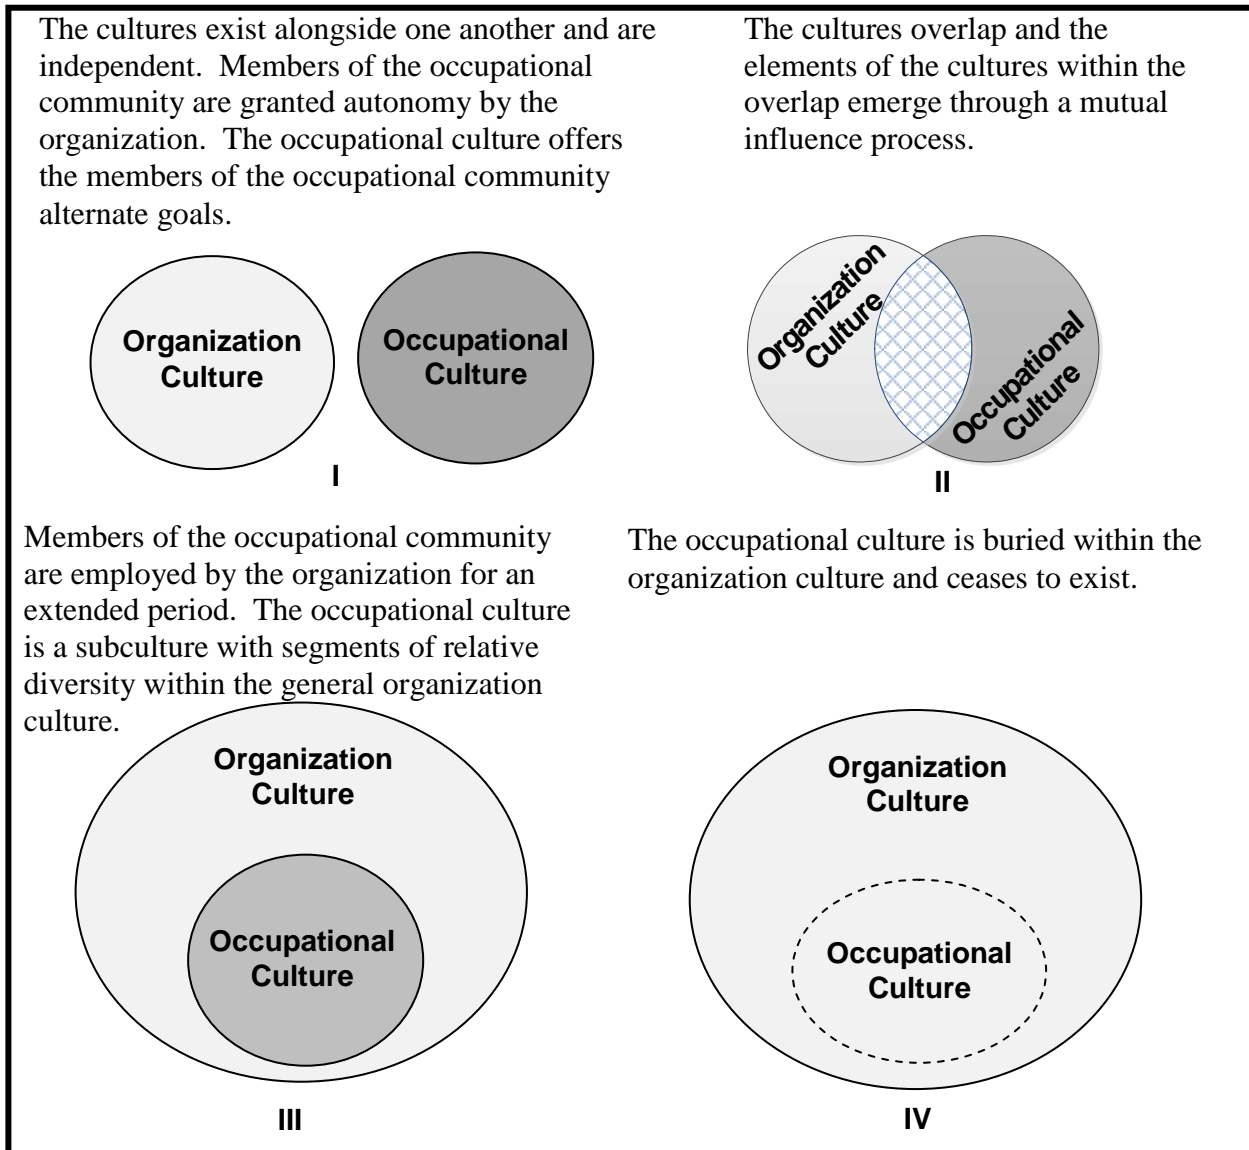 The cultures exist alongside one another and are
independent.  Members of the occupational
community are granted autonomy by the
organization.  The occupational culture offers
the members of the occupational community
alternate goals.
Organization
Culture
Occupational
Culture
I
The cultures overlap and the
elements of the cultures within the
overlap emerge through a mutual
influence process.
Organization
Culture
Occupational
Culture
II
Members of the occupational community
are employed by the organization for an
extended period.  The occupational culture
is a subculture with segments of relative
diversity within the general organization
culture.
Organization
Culture
Occupational
Culture
III
The occupational culture is buried within the
organization culture and ceases to exist.
Organization
Culture
Occupational
Culture
IV